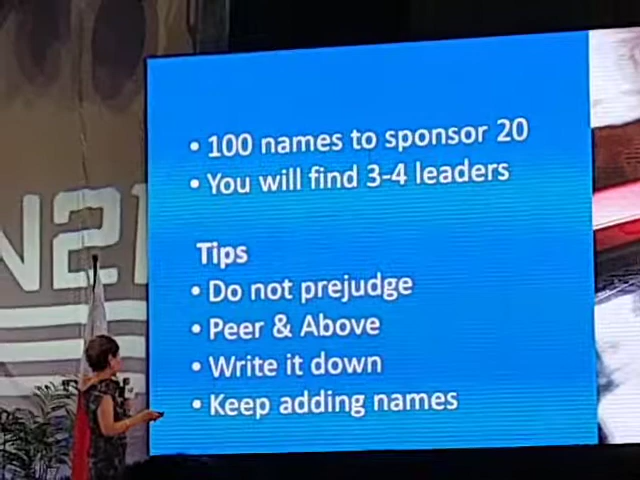 N21
• 100 names to sponsor 20
• You will find 3-4 leaders
Tips
• Do not prejudge
• Peer & Above
• Write it down
• Keep adding names